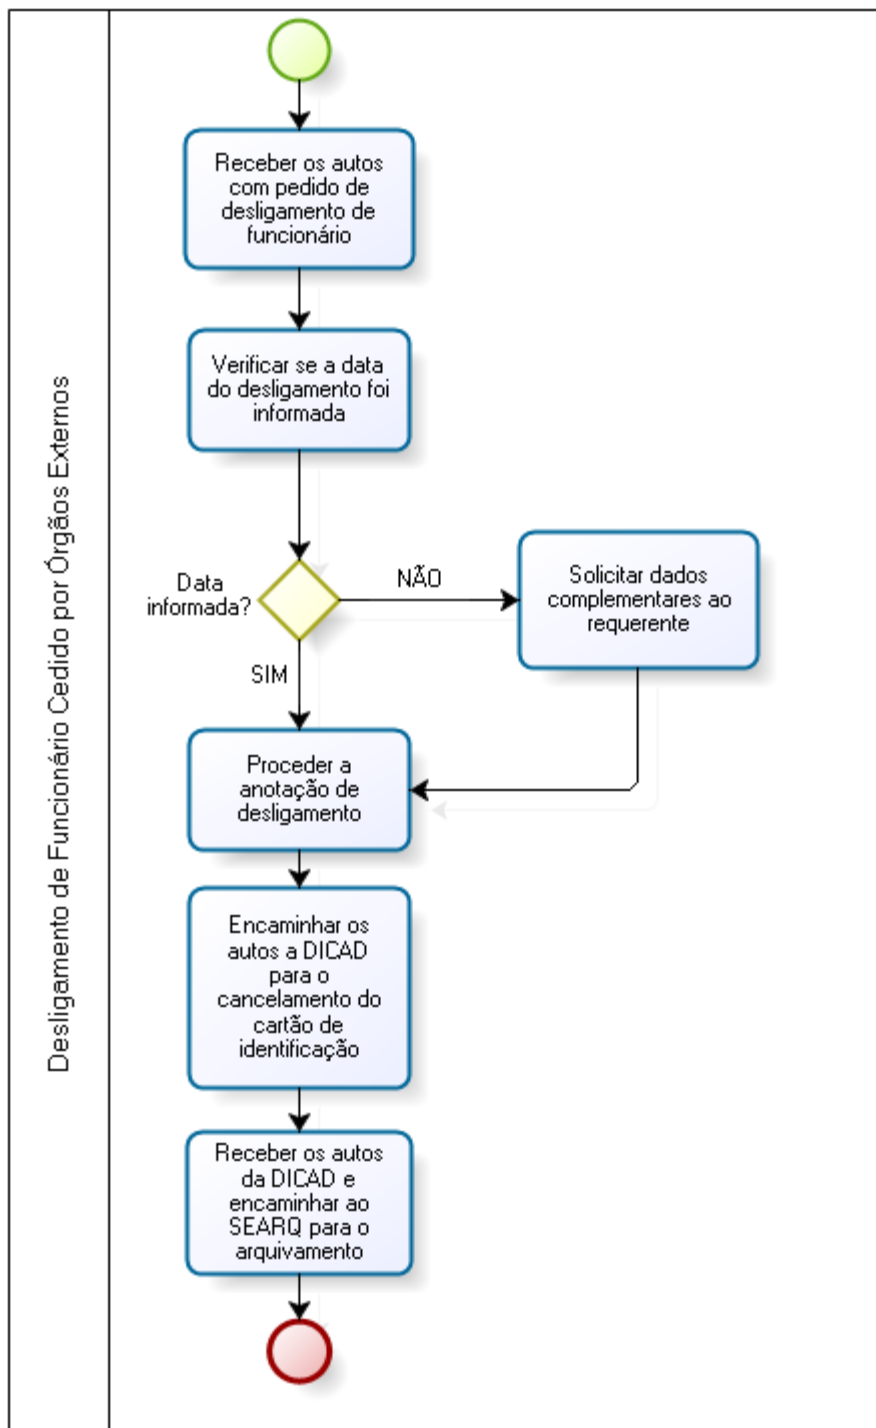 Desligamento de Funcionário Cedido por Órgãos Externos
Receber os autos
com pedido de
desligamento de
funcionário
Verificar se a data
do desligamento foi
informada
Data
informada?
NÃO
Solicitar dados
complementares ao
requerente
SIM
Proceder a
anotação de
desligamento
Encaminhar os
autos a DICAD
para o
cancelamento do
cartão de
identificação
Receber os autos
da DICAD e
encaminhar ao
SEARQ para o
arquivamento